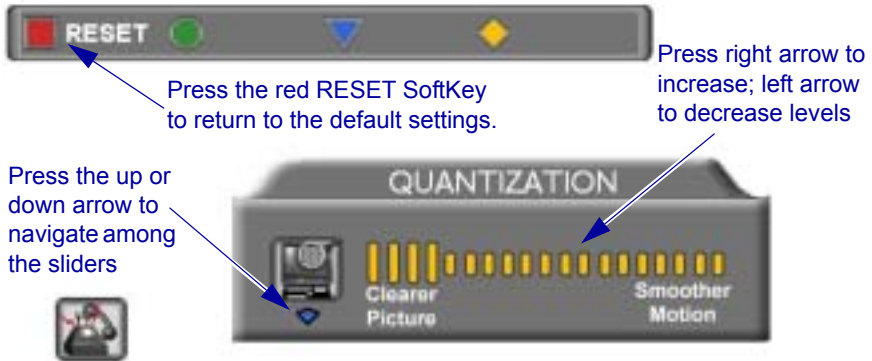 RESET
Press the red RESET SoftKey
to return to the default settings.
Press right arrow to
increase; left arrow
to decrease levels
Press the up or
down arrow to
navigate among
the sliders
QUANTIZATION
Clearer
Picture
Smoother
Motion